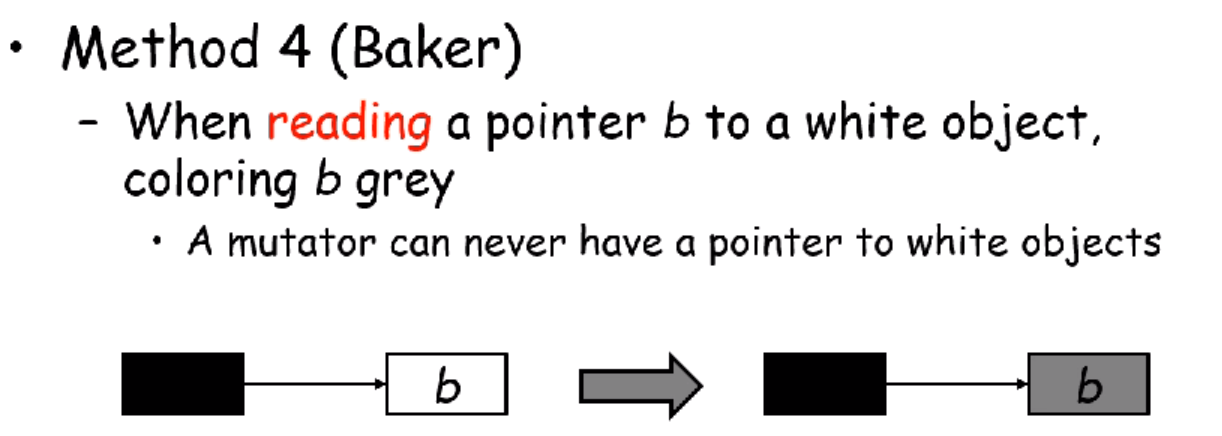 • Method 4 (Baker)
– When reading a pointer b to a white object,
coloring b grey
• A mutator can never have a pointer to white objects
b b